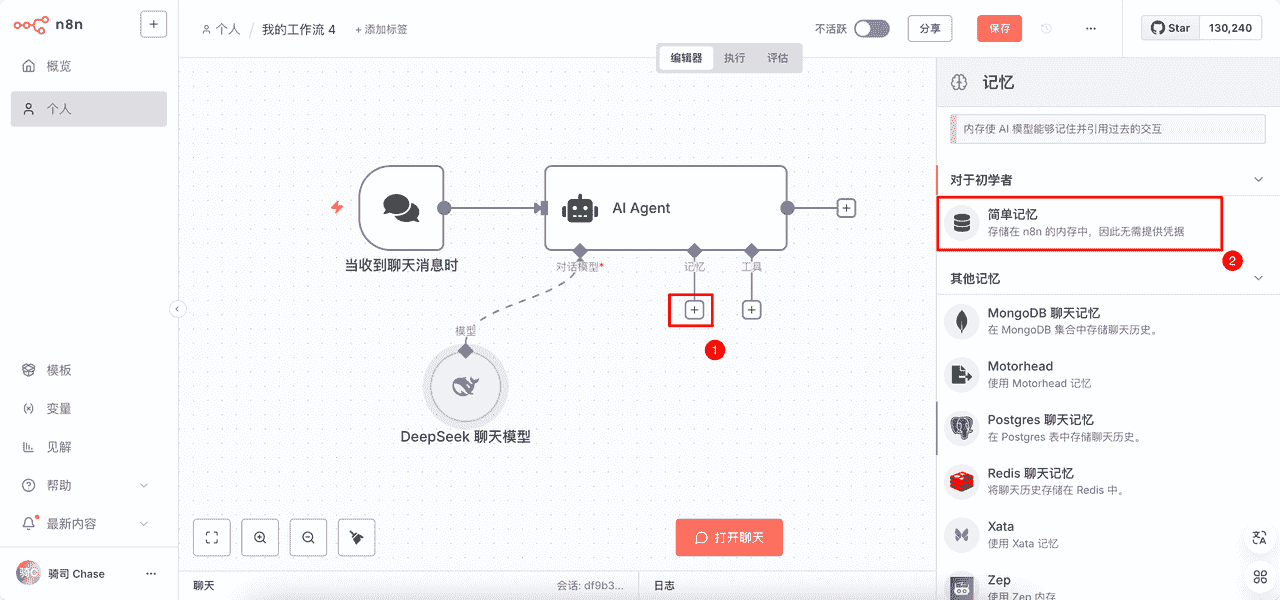 n8n
+
概览
个人
模板
变量
见解
帮助
最新内容
骑司 Chase
...
个人 / 我的工作流 4 + 添加标签
不活跃
分享
保存
...
Star 130,240
编辑器 执行 评估
当收到聊天消息时
AI Agent
对话模型*
记忆
工具
1
模型
DeepSeek 聊天模型
打开聊天
聊天
会话: df9b3...
日志
记忆
内存使 AI 模型能够记住并引用过去的交互
对于初学者
简单记忆
存储在 n8n 的内存中，因此无需提供凭据
2
其他记忆
MongoDB 聊天记忆
在 MongoDB 集合中存储聊天历史。
Motorhead
使用 Motorhead 记忆
Postgres 聊天记忆
在 Postgres 表中存储聊天历史。
Redis 聊天记忆
将聊天历史存储在 Redis 中。
Xata
使用 Xata 记忆
Zep
使用 Zep 内存